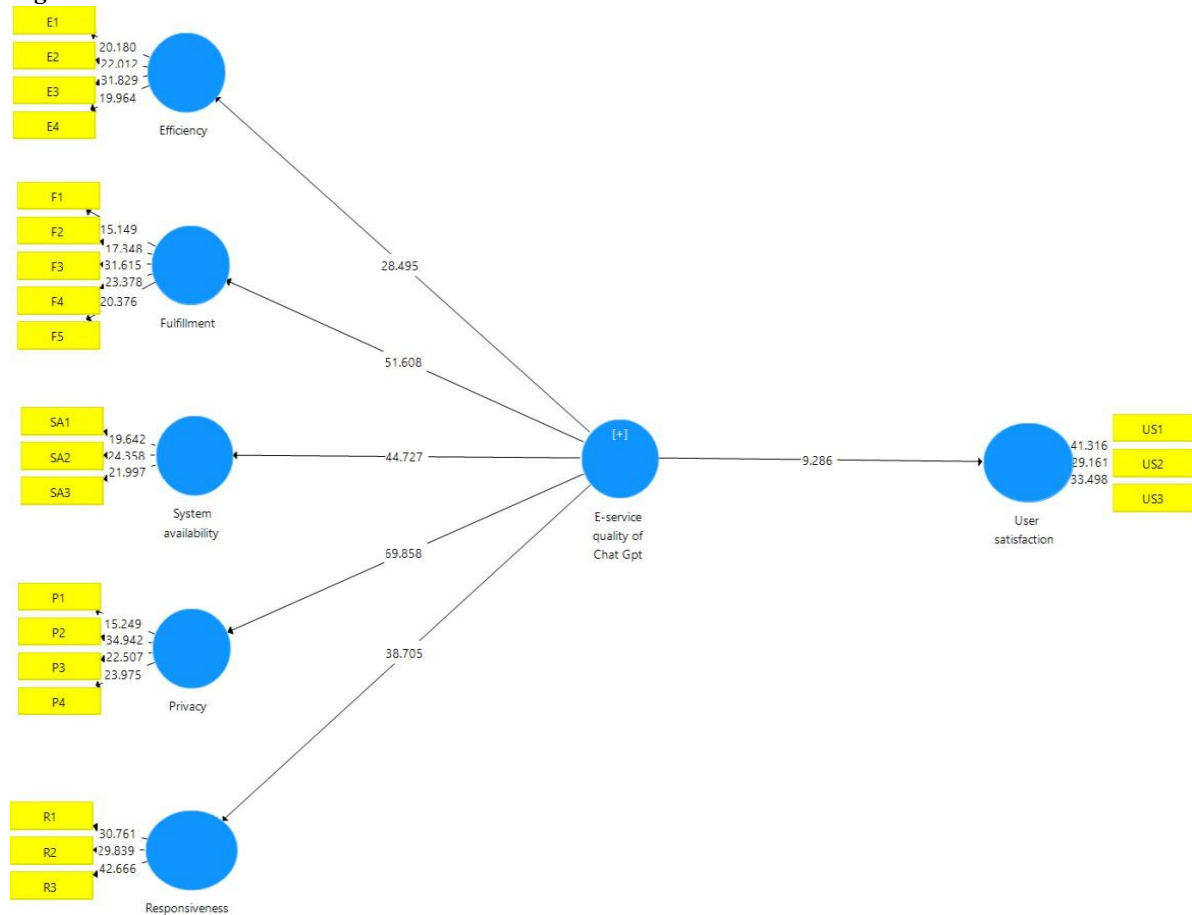 E1
E2
E3
E4
20.180
22.012
31.829
19.964
Efficiency
28.495
F1
F2
F3
F4
F5
15.149
17.348
31.615
23.378
20.376
Fulfillment
51.608
SA1
SA2
SA3
19.642
24.358
21.997
System
availability
44.727
[+]
E-service
quality of
Chat Gpt
9.286
41.316
29.161
33.498
US1
US2
US3
User
satisfaction
P1
P2
P3
P4
15.249
34.942
22.507
23.975
Privacy
69.858
R1
R2
R3
30.761
29.839
42.666
Responsiveness
38.705